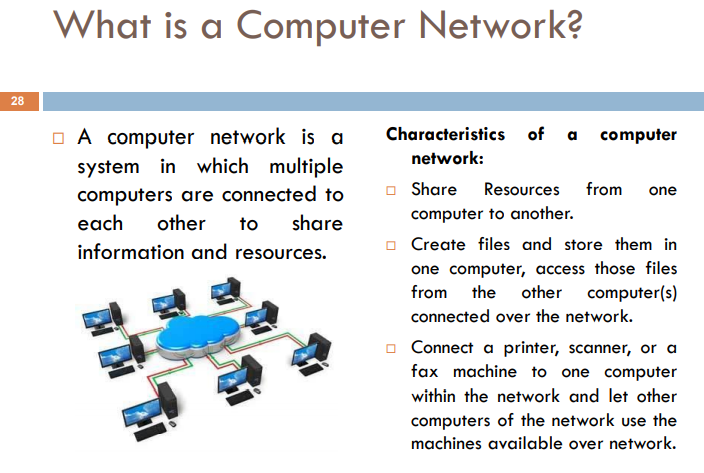 What is a Computer Network?
28
□ A computer network is a
system in which multiple
computers are connected to
each other to share
information and resources.
Characteristics of a computer
network:
□ Share Resources from one
computer to another.
□ Create files and store them in
one computer, access those files
from the other computer(s)
connected over the network.
□ Connect a printer, scanner, or a
fax machine to one computer
within the network and let other
computers of the network use the
machines available over network.